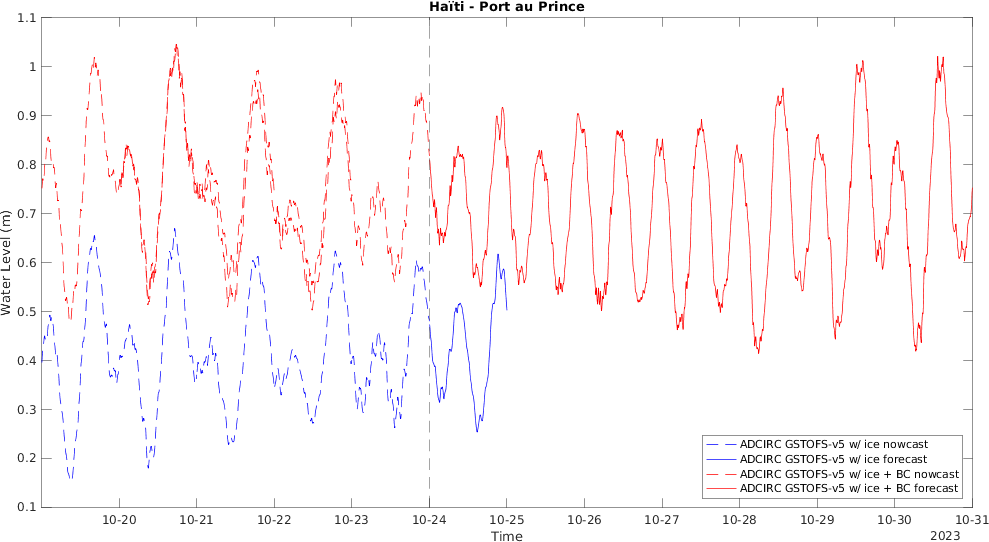 Haïti - Port au Prince
Water Level (m)
1.1
1
0.9
0.8
0.7
0.6
0.5
0.4
0.3
0.2
0.1
ADCIRC GSTOFS-v5 w/ ice nowcast
ADCIRC GSTOFS-v5 w/ ice forecast
ADCIRC GSTOFS-v5 w/ ice + BC nowcast
ADCIRC GSTOFS-v5 w/ ice + BC forecast
10-20 10-21 10-22 10-23 10-24 10-25 10-26 10-27 10-28 10-29 10-30 10-31
Time
2023